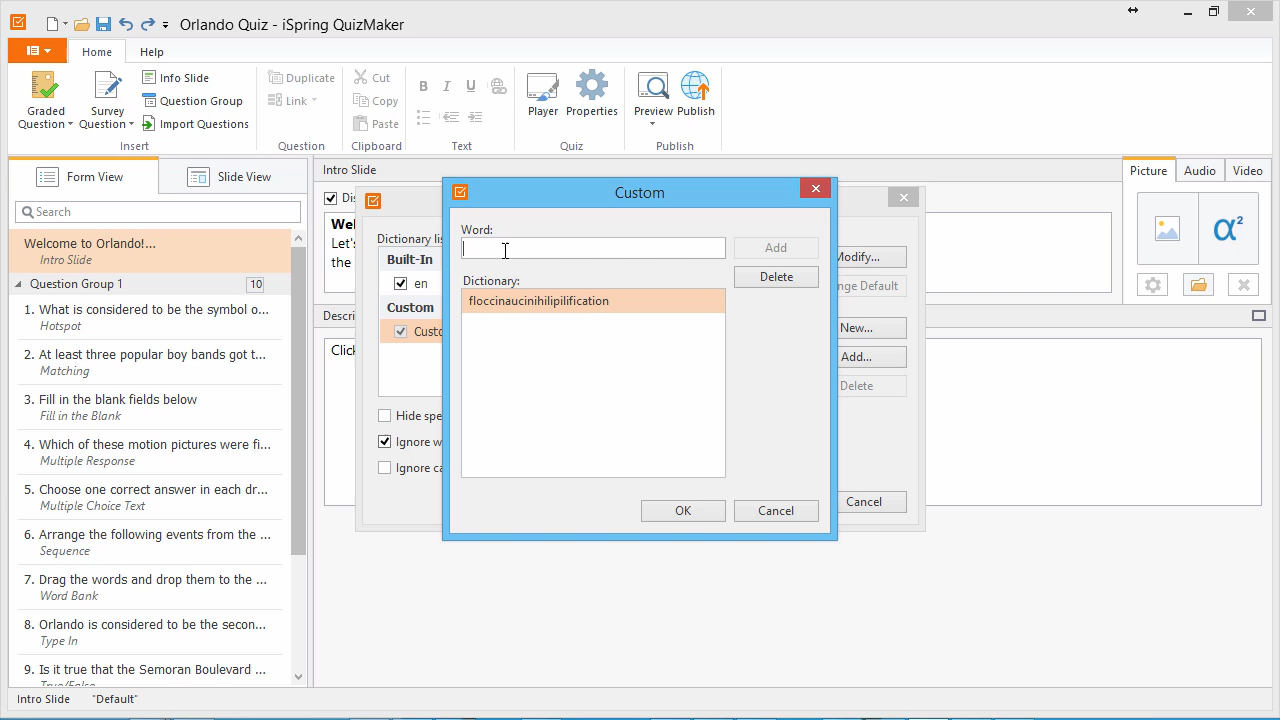 Orlando Quiz - iSpring QuizMaker
Home
Help
Graded Question
Survey Question
Info Slide
Question Group
Import Questions
Insert
Duplicate
Link
Question
Cut
Copy
Paste
Clipboard
B I U
Text
Player
Properties
Quiz
Preview
Publish
Publish
Form View
Slide View
Search
Welcome to Orlando!...
Intro Slide
Question Group 1
10
1. What is considered to be the symbol o...
Hotspot
2. At least three popular boy bands got t...
Matching
3. Fill in the blank fields below
Fill in the Blank
4. Which of these motion pictures were fi...
Multiple Response
5. Choose one correct answer in each dr...
Multiple Choice Text
6. Arrange the following events from the ...
Sequence
7. Drag the words and drop them to the ...
Word Bank
8. Orlando is considered to be the secon...
Type In
9. Is it true that the Semoran Boulevard ...
True/False
Intro Slide
"Default"
Intro Slide
Dis
Wel
Let's
the
Descri
Click
Dictionary lis
Built-In
en
Custom
Custo
Hide spe
Ignore w
Ignore ca
Modify...
nge Default
New...
Add...
Delete
Cancel
Custom
Word:
Add
Dictionary:
Delete
floccinaucinihilipilification
OK
Cancel
Picture
Audio
Video
α²